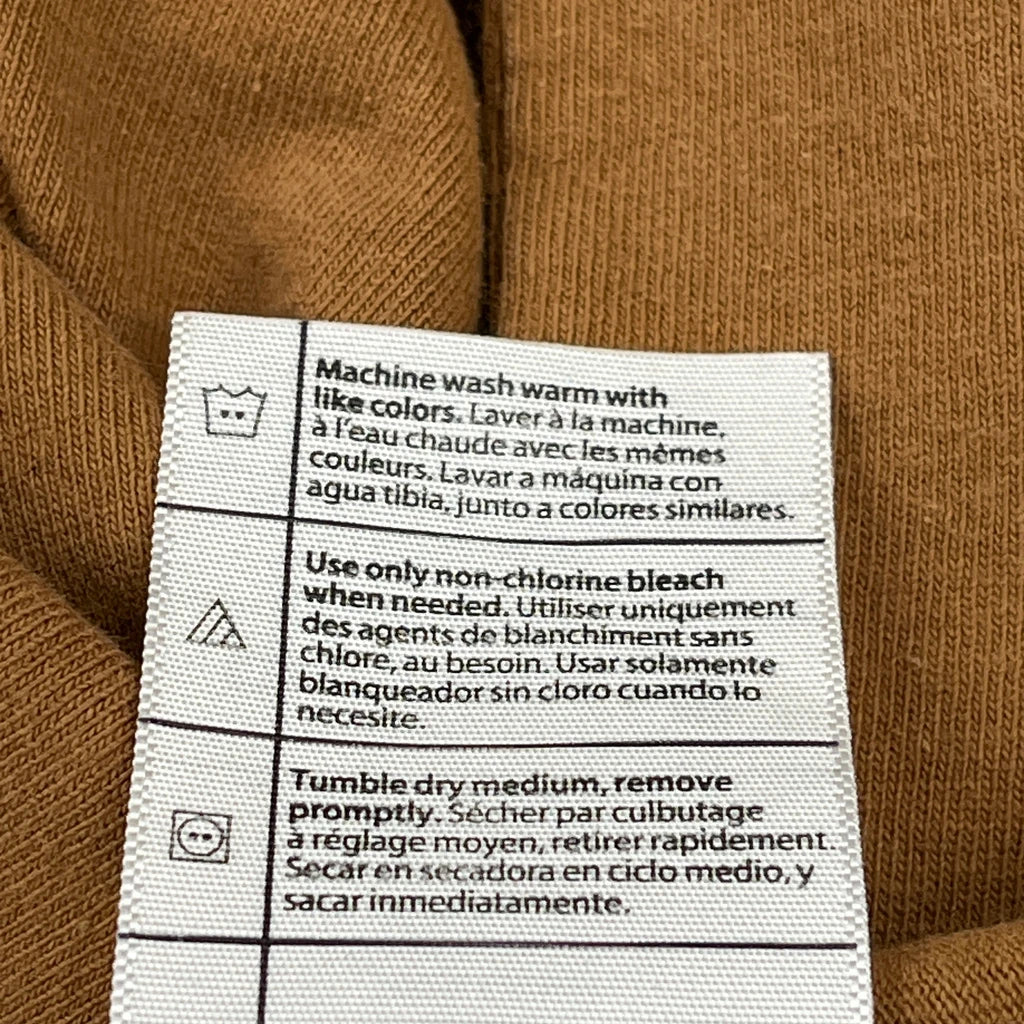 Machine wash warm with
like colors. Laver à la machine,
à l'eau chaude avec les mêmes
couleurs. Lavar a máquina con
agua tibia, junto a colores similares.
Use only non-chlorine bleach
when needed. Utiliser uniquement
des agents de blanchiment sans
chlore, au besoin. Usar solamente
blanqueador sin cloro cuando lo
necesite.
Tumble dry medium, remove
promptly. Sécher par culbutage
à réglage moyen, retirer rapidement.
Secar en secadora en ciclo medio, y
sacar inmediatamente.